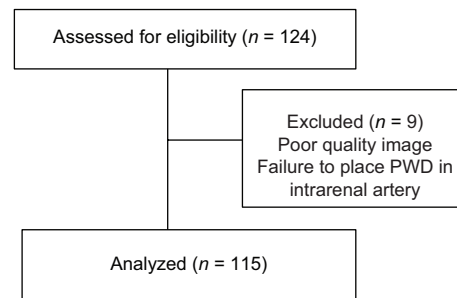 Assessed for eligibility (n = 124)
Excluded (n = 9)
Poor quality image
Failure to place PWD in
intrarenal artery
Analyzed (n = 115)